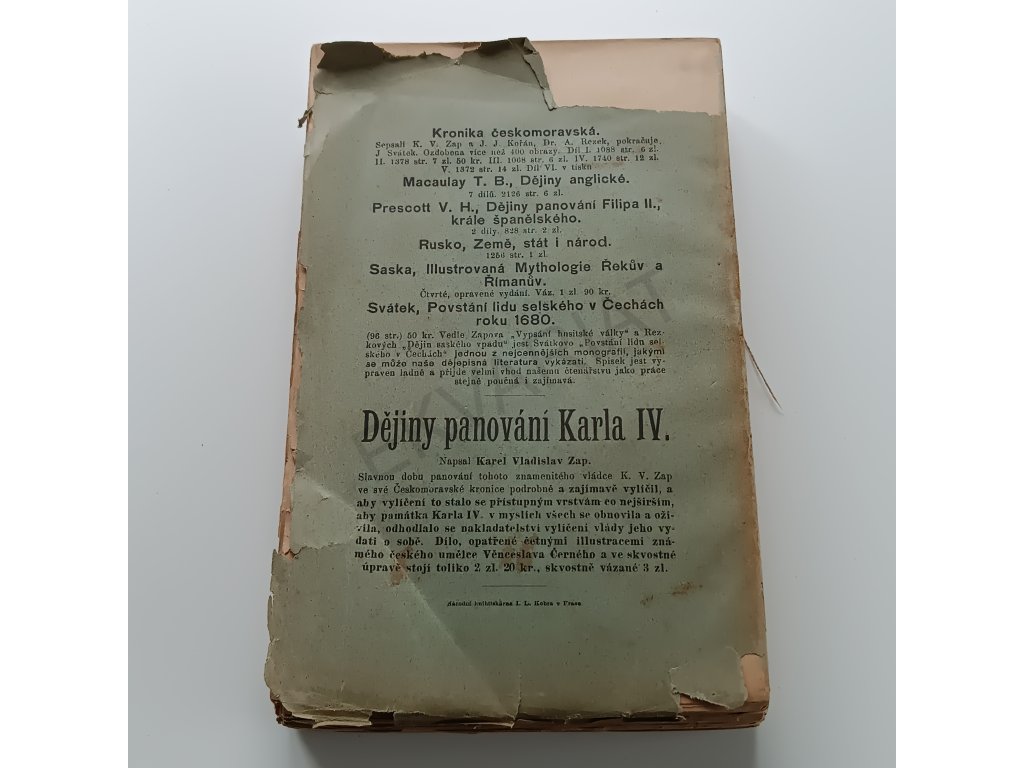 Kronika českomoravská.
Sepsali K. V. Zap a J. J. Kořán, Dr. A. Rezek, pokračuje
J Svátek. Ozdobena více než 400 obrazy. Díl I. 1088 str. 6 zl.
II. 1378 str. 7 zl. 50 kr. III. 1068 str. 6 zl. IV. 1740 str. 12 zl.
V. 1372 str. 14 zl. Díl VI. v tisku
Macaulay T. B., Dějiny anglické.
7 dílů. 2126 str. 6 zl.
Prescott V. H., Dějiny panování Filipa II.,
krále španělského.
2 díly. 828 str. 2 zl.
Rusko, Země, stát i národ.
1256 str. 1 zl.
Saska, Illustrovaná Mythologie Řekův a
Římanův.
Čtvrté, opravené vydání. Váz. 1 zl. 90 kr.
Svátek, Povstání lidu selského v Čechách
roku 1680.
(96 str.) 50 kr. Vedle Zapova „Vypsání husitské války“ a Rez-
kových „Dějin saského vpádu“ jest Svátkovo „Povstání lidu sel-
ského v Čechách“ jednou z nejcennějších monografií, jakými
se může naše dějepisná literatura vykázati. Spisek jest vy-
praven ladně a přijde velmi vhod našemu čtenářstvu jako práce
stejně poučná i zajímavá.
Dějiny panování Karla IV.
Napsal Karel Vladislav Zap.
Slavnou dobu panování tohoto znamenitého vládce K. V. Zap
ve své Českomoravské kronice podrobně a zajímavě vylíčil, a
aby vylíčení to stalo se přístupným vrstvám co nejširším,
aby památka Karla IV. v myslích všech se obnovila a oži-
vila, odhodlalo se nakladatelství vylíčení vlády jeho vy-
dati o sobě. Dílo, opatřené četnými illustracemi zná-
mého českého umělce Věnceslava Černého a ve skvostné
úpravě stojí toliko 2 zl. 20 kr., skvostně vázané 3 zl.
Národní knihtiskárna I. L. Kobra v Praze